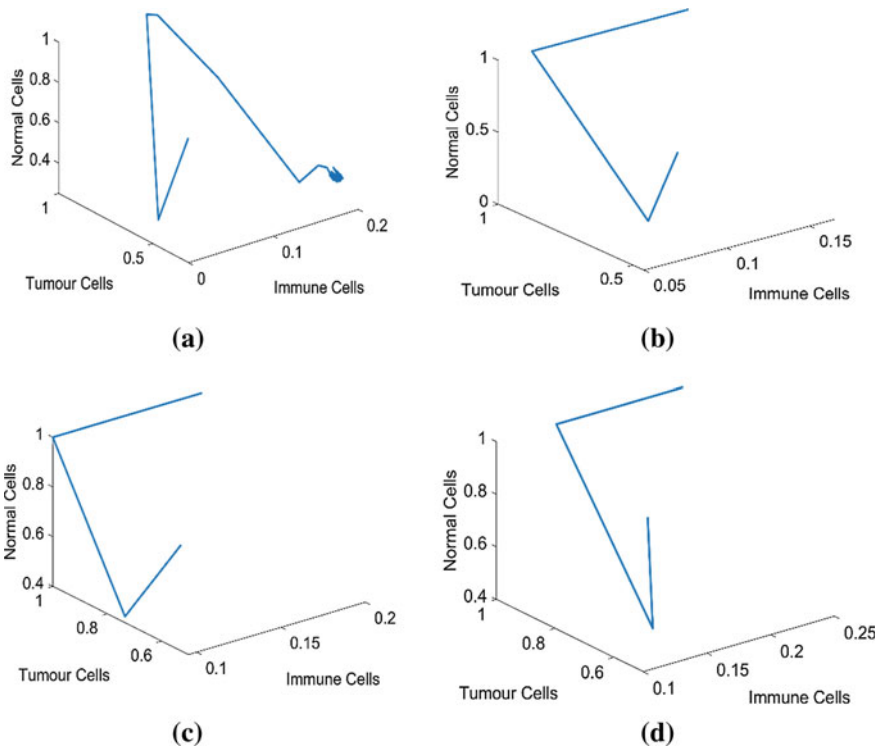 Normal Cells
1
0.8
0.6
0.4
1
0.5
0
0.1
0.2
Tumour Cells
Immune Cells
(a)
Normal Cells
1
0.5
0
1
0.5
0.05
0.1
0.15
Tumour Cells
Immune Cells
(b)
Normal Cells
1
0.8
0.6
0.4
1
0.8
0.6
0.1
0.15
0.2
Tumour Cells
Immune Cells
(c)
Normal Cells
1
0.8
0.6
0.4
1
0.8
0.6
0.1
0.15
0.2
0.25
Tumour Cells
Immune Cells
(d)